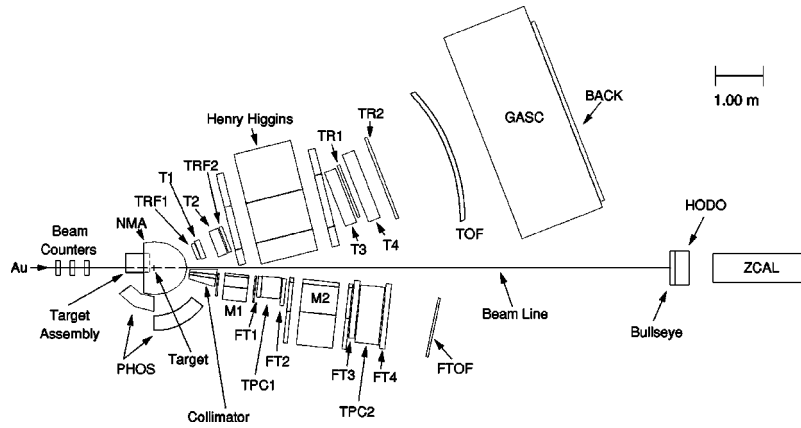 Henry Higgins
TR2
TR1
GASC
BACK
1.00 m
TRF2
T1
TRF1
T2
NMA
Beam
Counters
T3
T4
TOF
HODO
Au
ZCAL
Target
Assembly
PHOS
Target
Collimator
M1
FT1
TPC1
FT2
M2
FT3
TPC2
FT4
FTOF
Beam Line
Bullseye